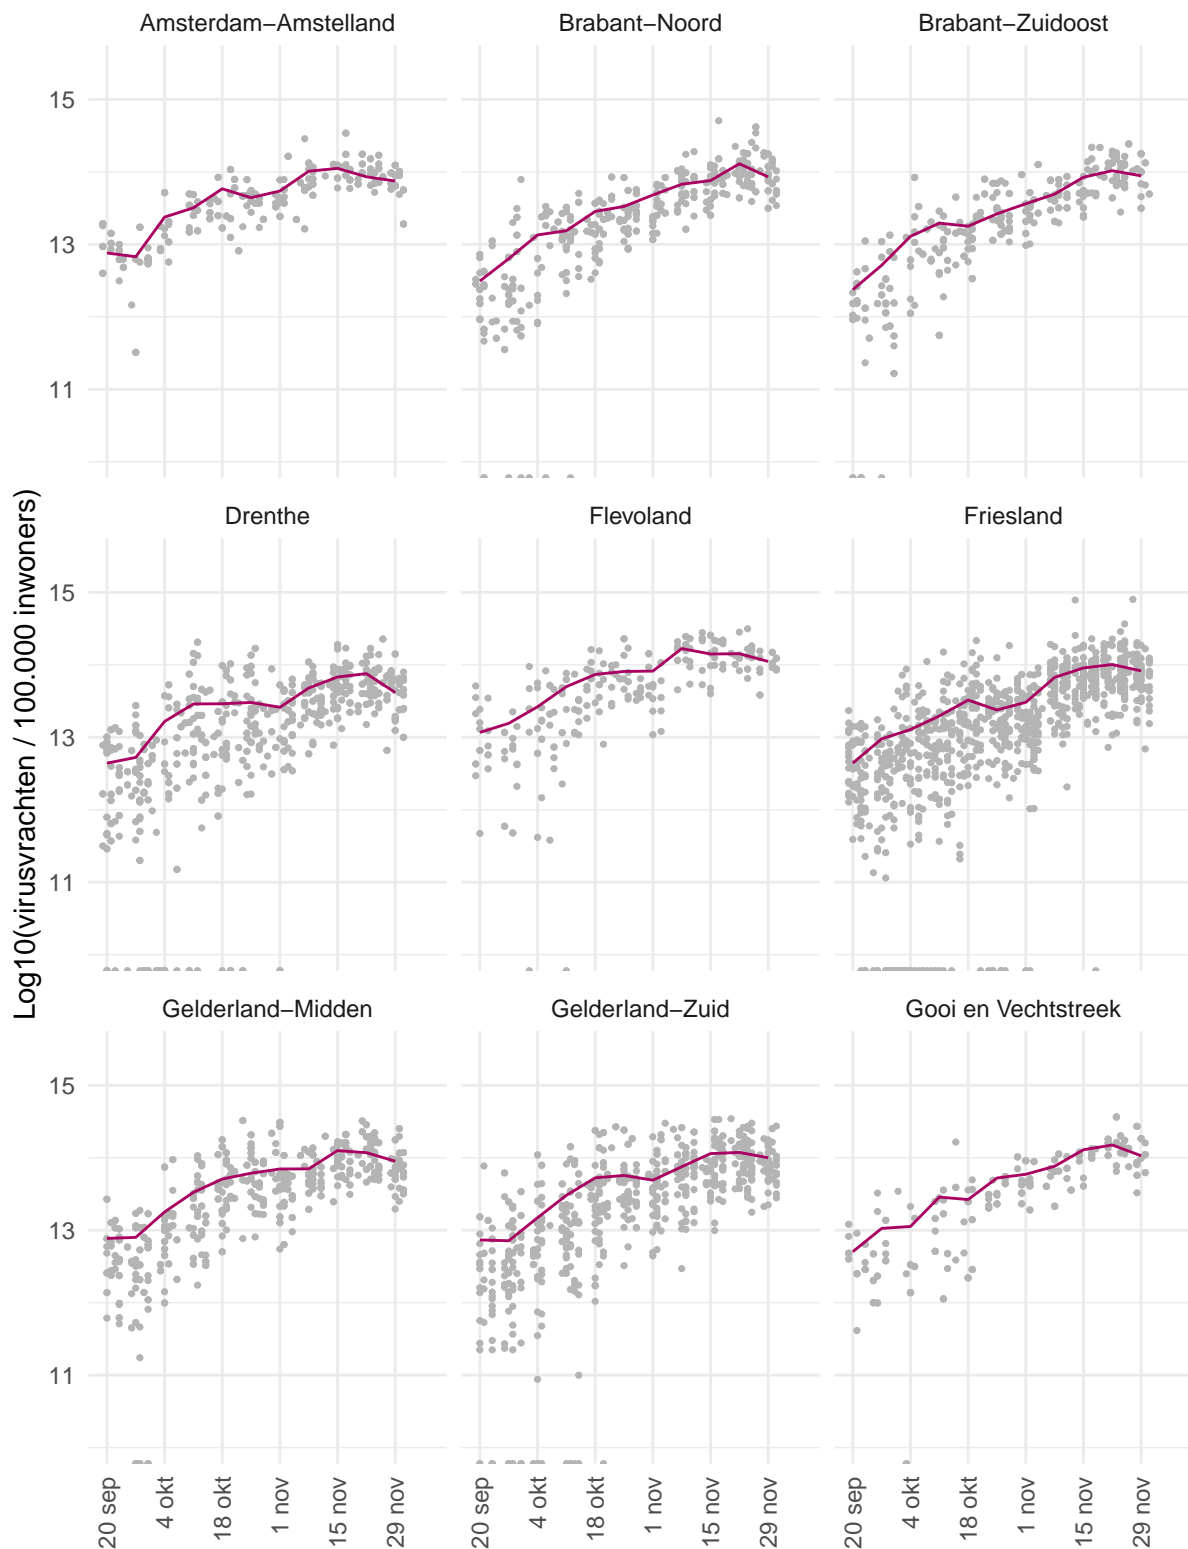 Amsterdam−Amstelland Brabant−Noord Brabant−Zuidoost
15
13
11
Drenthe Flevoland Friesland
15
13
11
Log10(virusvrachten / 100.000 inwoners)
Gelderland−Midden Gelderland−Zuid Gooi en Vechtstreek
15
13
11
20 sep 4 okt 18 okt 1 nov 15 nov 29 nov 20 sep 4 okt 18 okt 1 nov 15 nov 29 nov 20 sep 4 okt 18 okt 1 nov 15 nov 29 nov